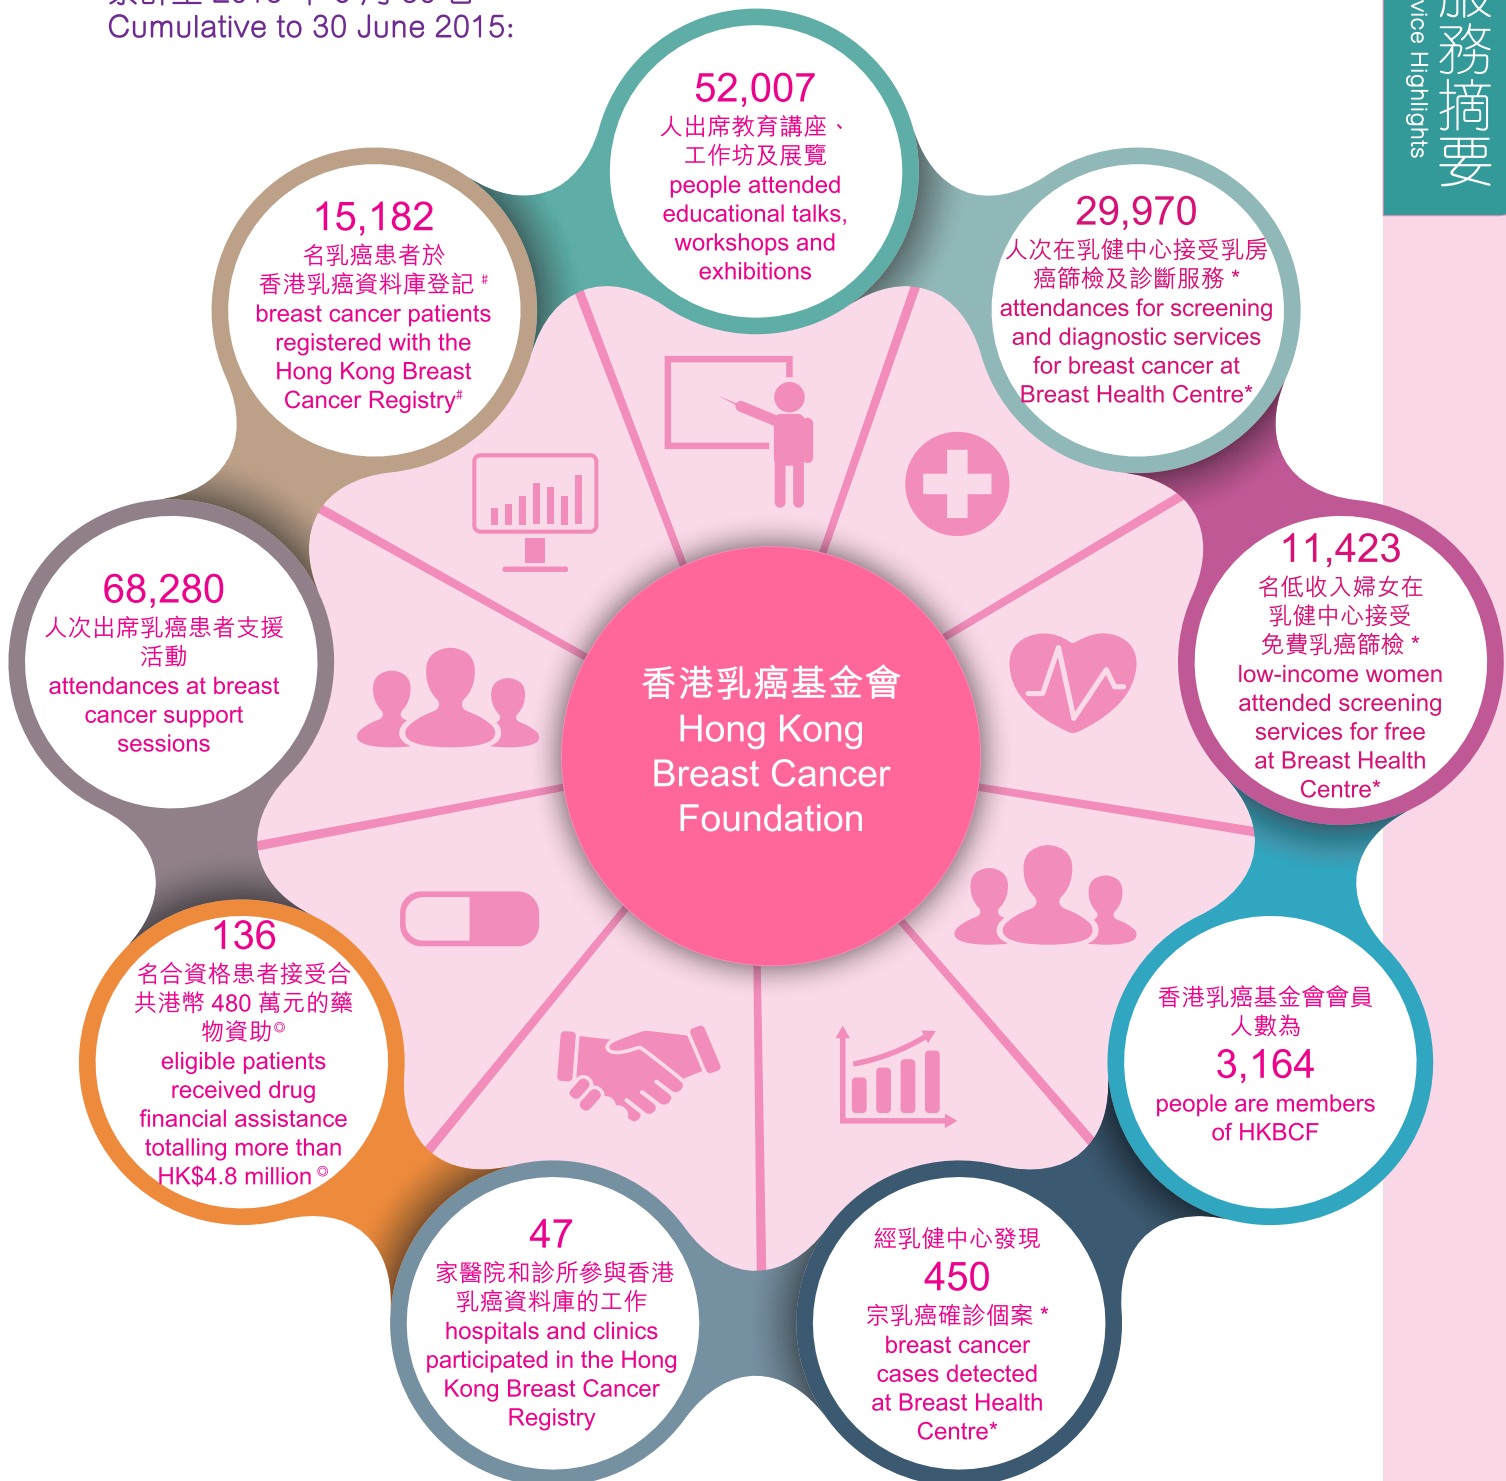 Cumulative to 30 June 2015:
服務摘要
Highlights
52,007
人出席教育講座、
工作坊及展覽
people attended
educational talks,
workshops and
exhibitions
29,970
人次在乳健中心接受乳房
癌篩檢及診斷服務 *
attendances for screening
and diagnostic services
for breast cancer at
Breast Health Centre*
11,423
名低收入婦女在
乳健中心接受
免費乳癌篩檢 *
low-income women
attended screening
services for free
at Breast Health
Centre*
香港乳癌基金會會員
人數為
3,164
people are members
of HKBCF
經乳健中心發現
450
宗乳癌確診個案 *
breast cancer
cases detected
at Breast Health
Centre*
47
家醫院和診所參與香港
乳癌資料庫的工作
hospitals and clinics
participated in the Hong
Kong Breast Cancer
Registry
136
名合資格患者接受合
共港幣 480 萬元的藥
物資助◎
eligible patients
received drug
financial assistance
totalling more than
HK$4.8 million ◎
68,280
人次出席乳癌患者支援
活動
attendances at breast
cancer support
sessions
15,182
名乳癌患者於
香港乳癌資料庫登記 #
breast cancer patients
registered with the
Hong Kong Breast
Cancer Registry#
香港乳癌基金會
Hong Kong
Breast Cancer
Foundation